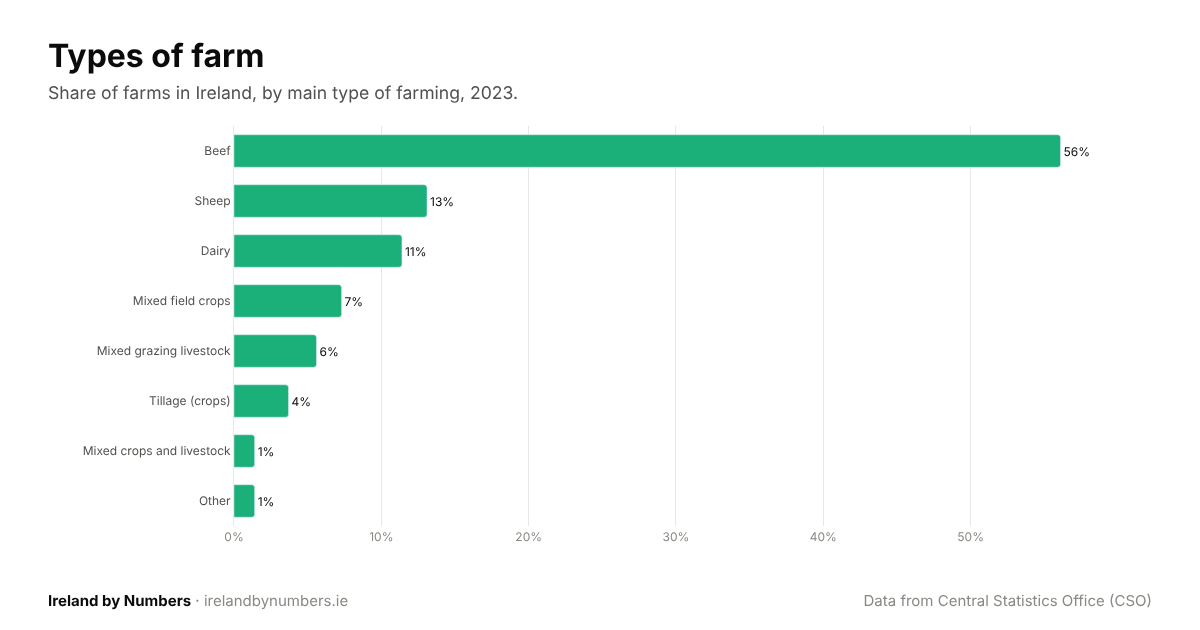 Types of farm
Share of farms in Ireland, by main type of farming, 2023.
Beef 56%
Sheep 13%
Dairy 11%
Mixed field crops 7%
Mixed grazing livestock 6%
Tillage (crops) 4%
Mixed crops and livestock 1%
Other 1%
0% 10% 20% 30% 40% 50%
Ireland by Numbers · irelandbynumbers.ie Data from Central Statistics Office (CSO)